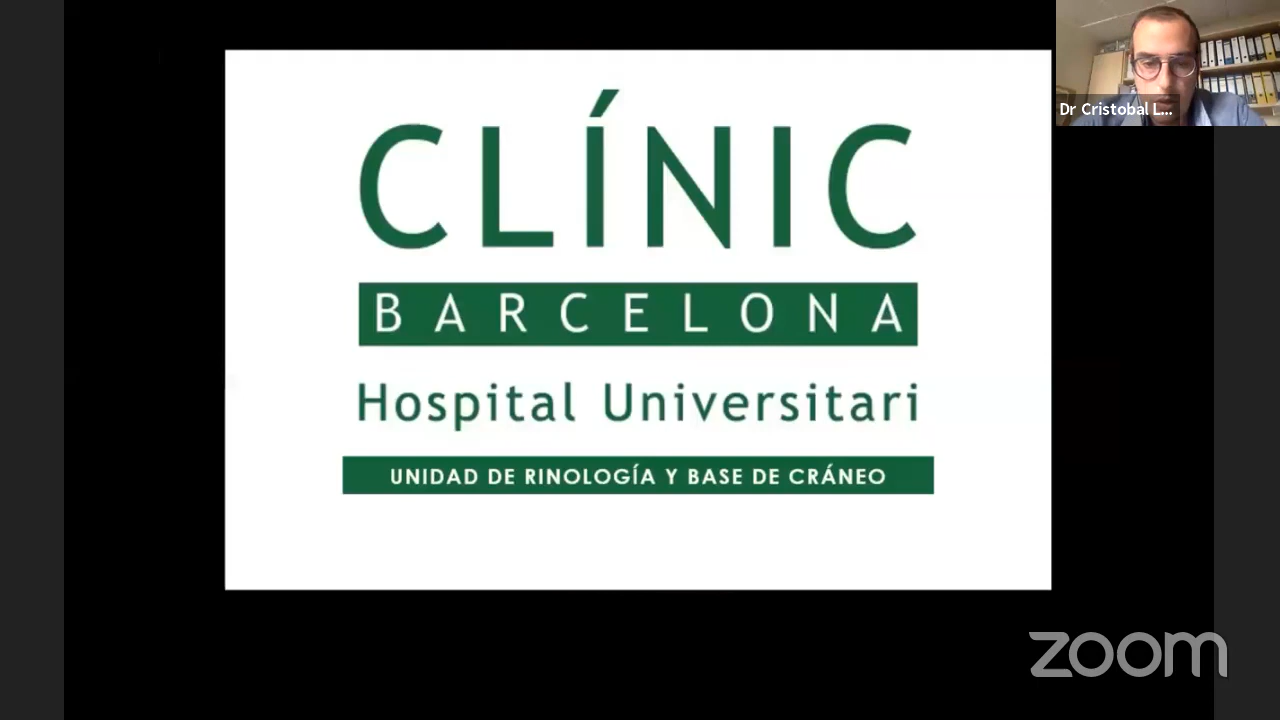 Dr Cristobal L...
CLÍNIC
BARCELONA
Hospital Universitari
UNIDAD DE RINOLOGÍA Y BASE DE CRÁNEO
zoom